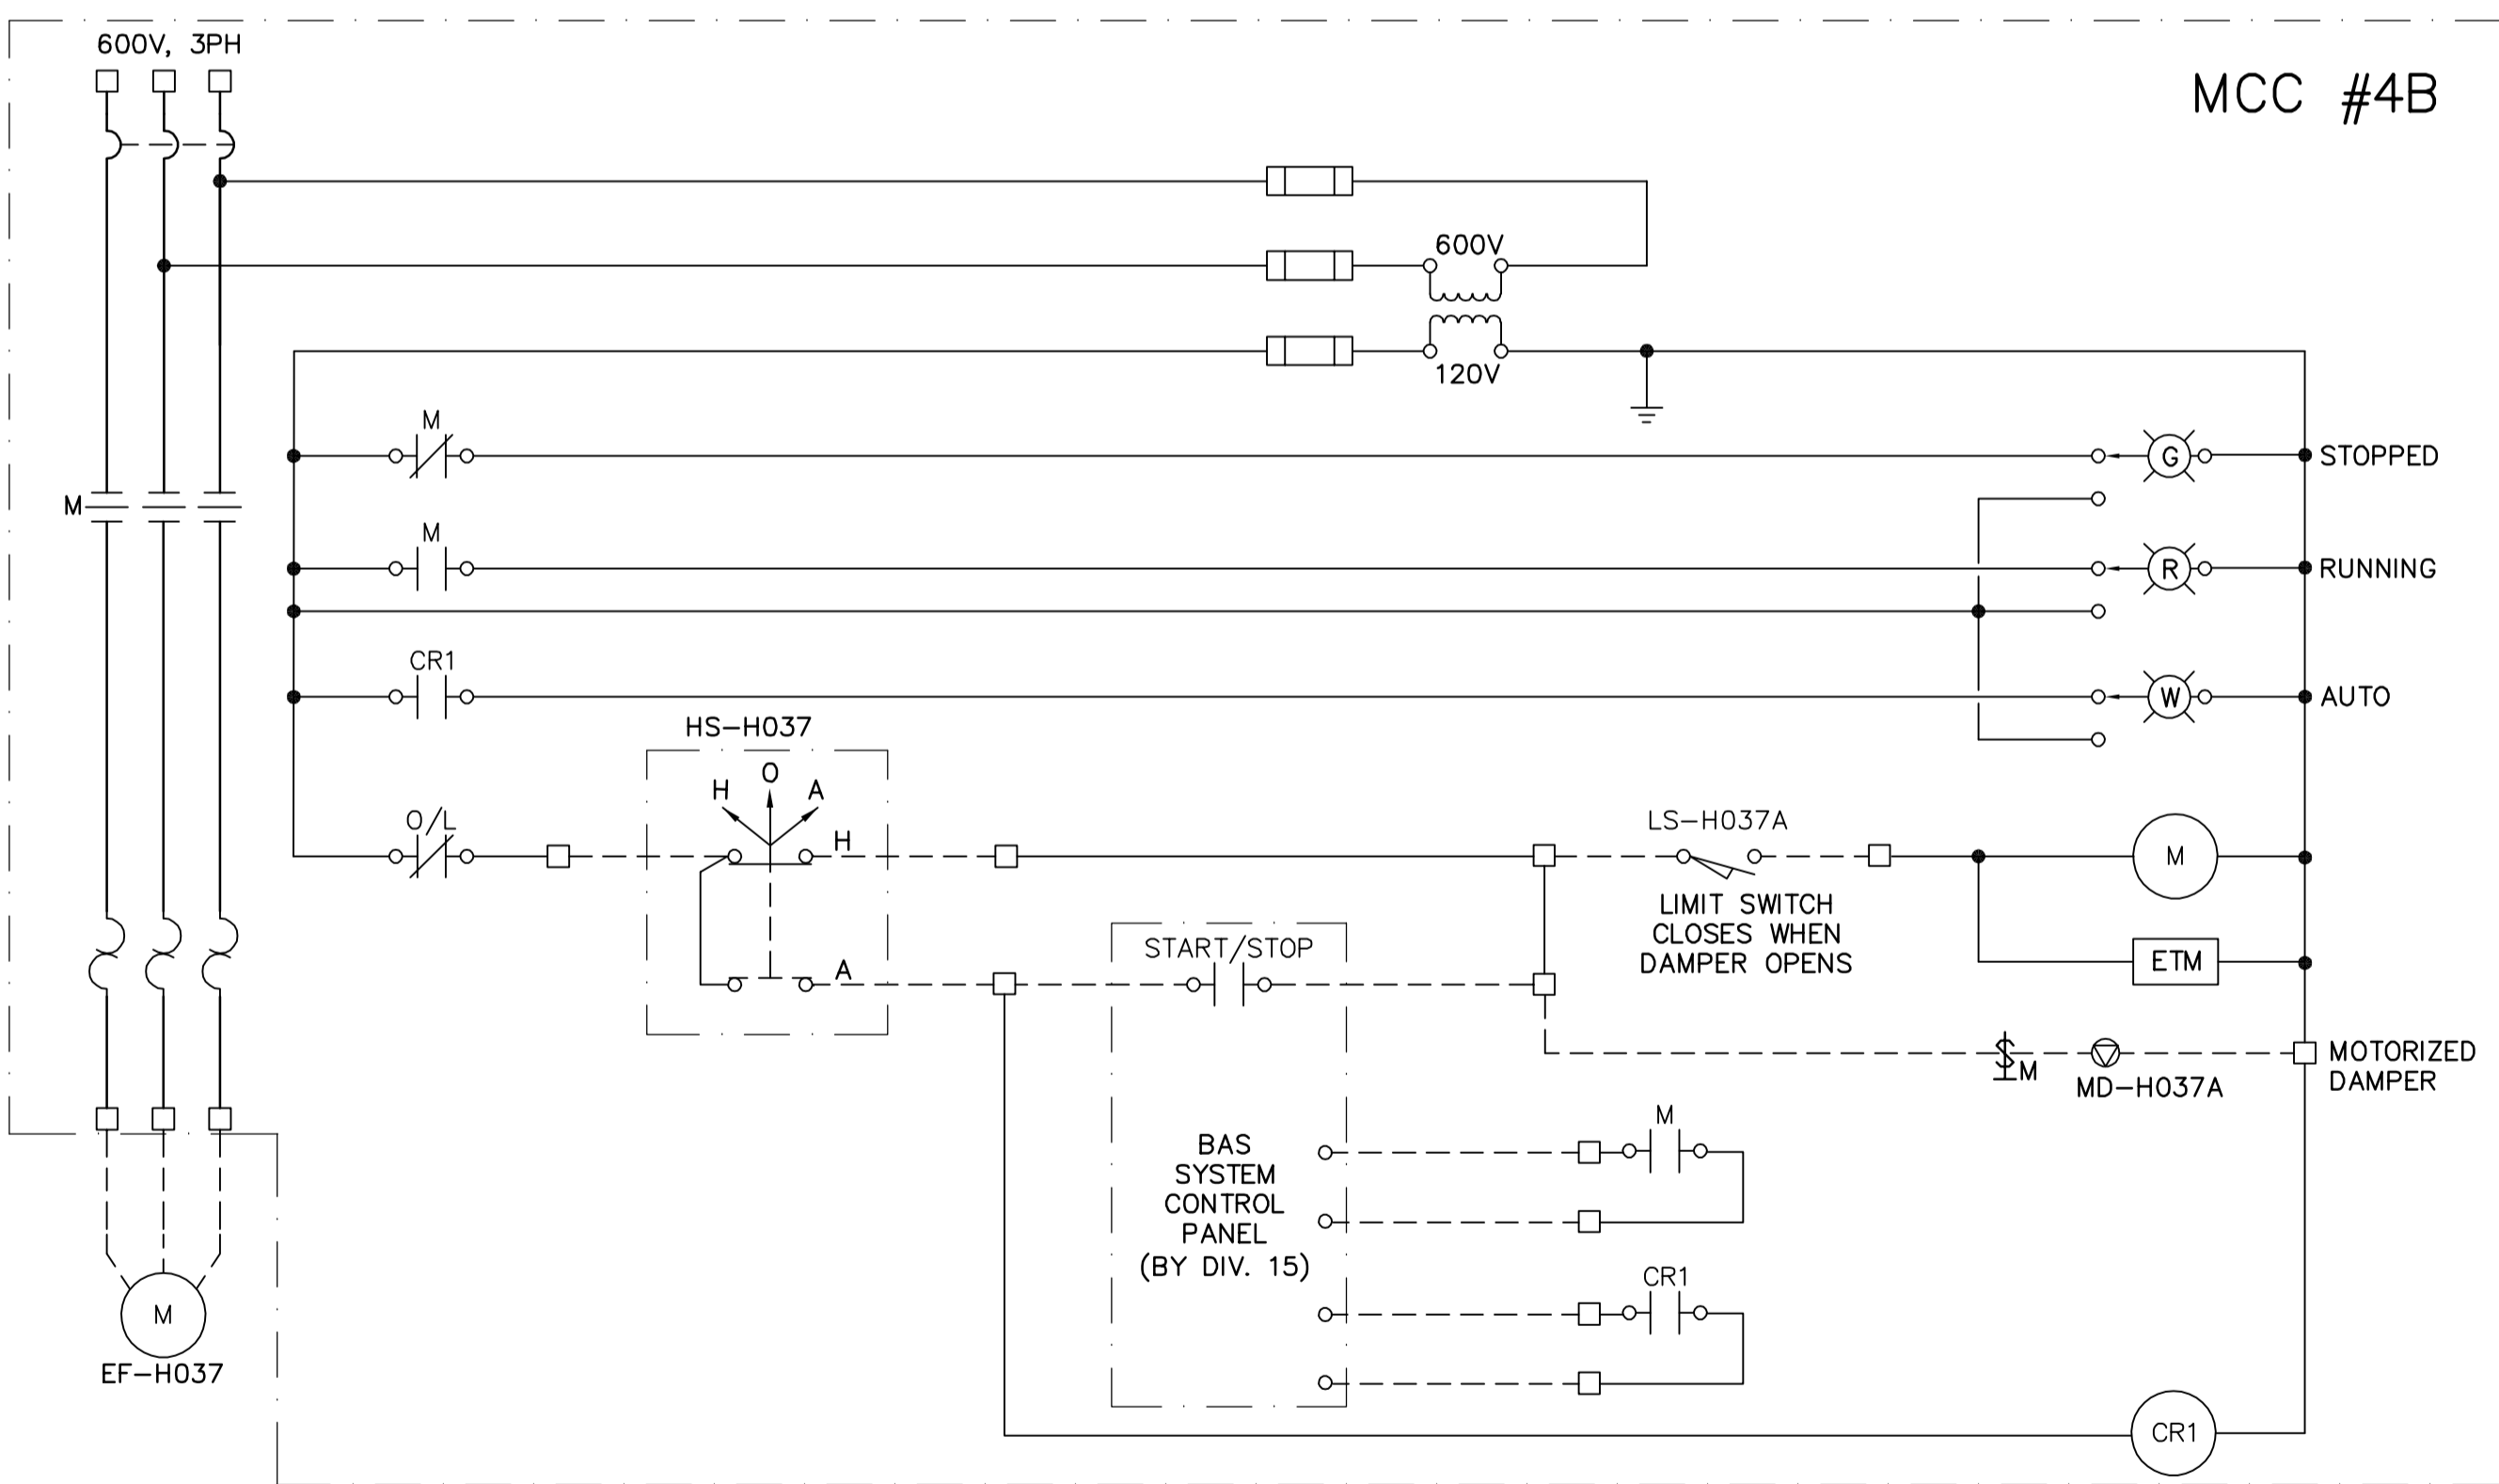 600V, 3PH
MCC #4B
600V
120V
M
G
STOPPED
M
M
R
RUNNING
CR1
W
AUTO
HS-H037
H
O
A
O/L
H
LS-H037A
M
LIMIT SWITCH
CLOSES WHEN
DAMPER OPENS
START/STOP
A
ETM
M
MD-H037A
MOTORIZED
DAMPER
BAS
SYSTEM
CONTROL
PANEL
(BY DIV. 15)
M
CR1
M
EF-H037
CR1